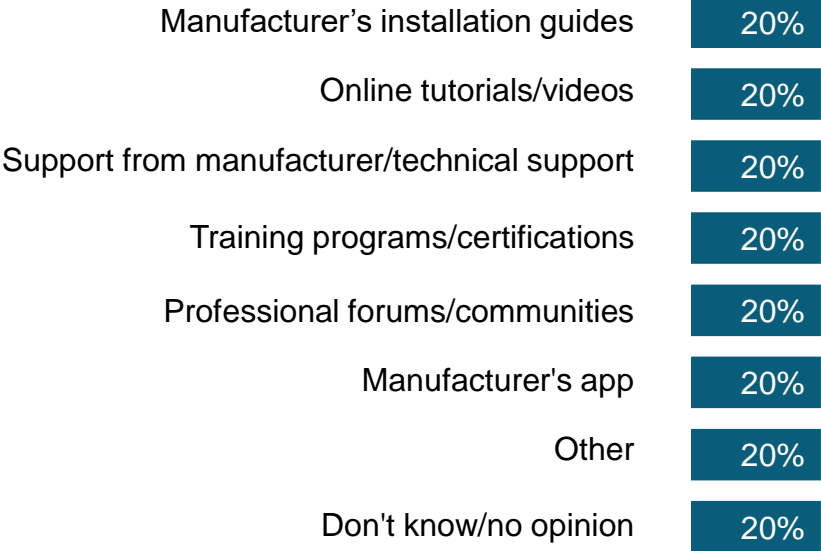 Manufacturer’s installation guides 20%
Online tutorials/videos 20%
Support from manufacturer/technical support 20%
Training programs/certifications 20%
Professional forums/communities 20%
Manufacturer's app 20%
Other 20%
Don't know/no opinion 20%